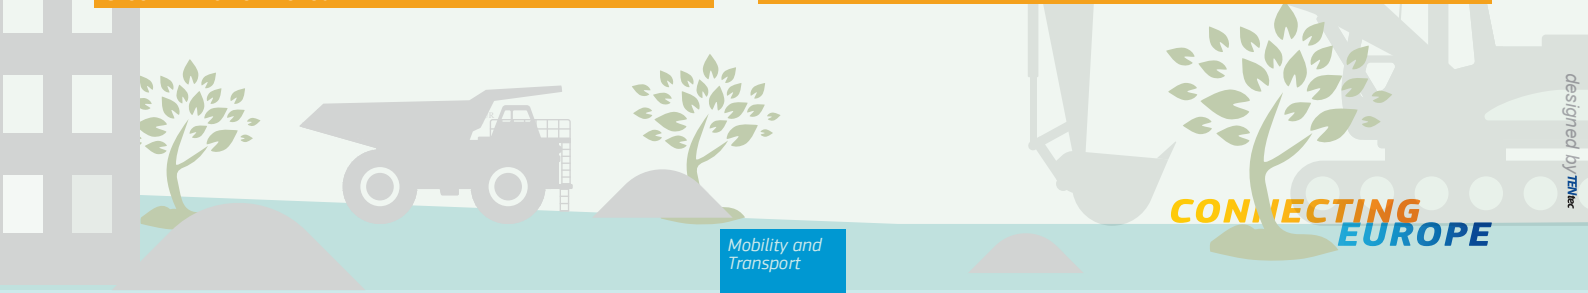 Mobility and
Transport
CONNECTING
EUROPE
designed by TENtec